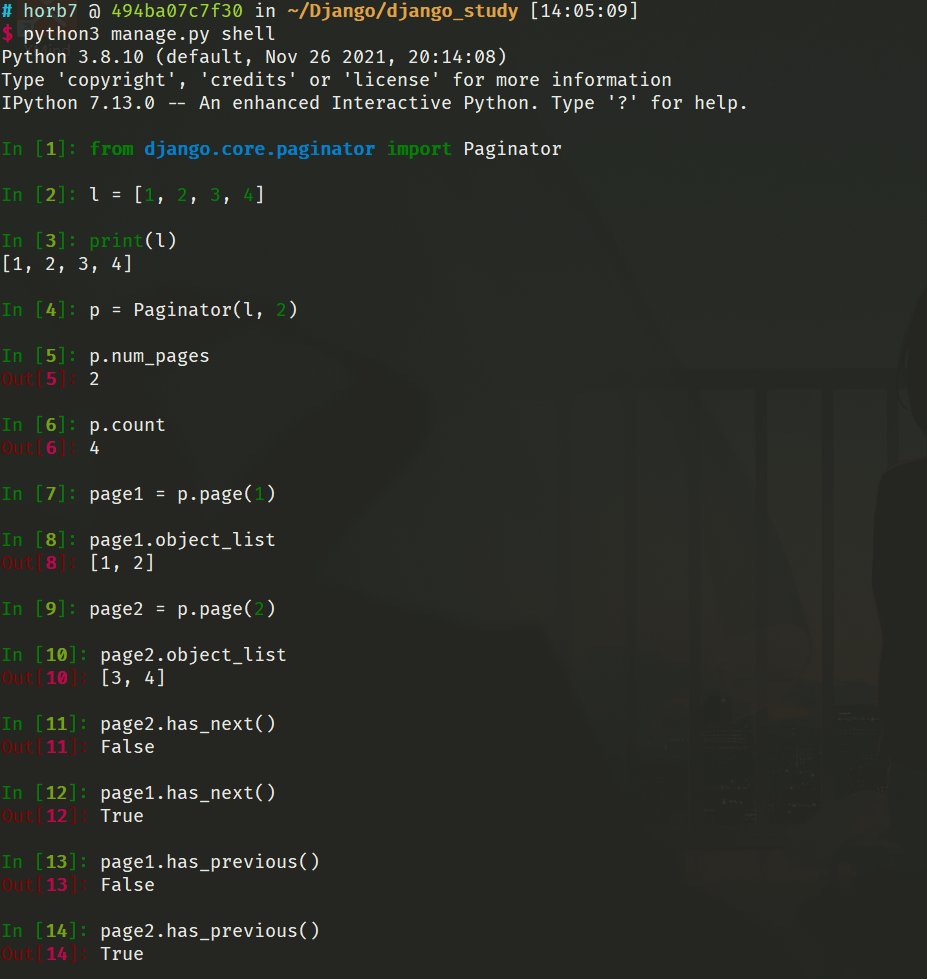 # horb7 @ 494ba07c7f30 in ~/Django/django_study [14:05:09]
$ python3 manage.py shell
Python 3.8.10 (default, Nov 26 2021, 20:14:08)
Type 'copyright', 'credits' or 'license' for more information
IPython 7.13.0 -- An enhanced Interactive Python. Type '?' for help.
In [1]: from django.core.paginator import Paginator
In [2]: l = [1, 2, 3, 4]
In [3]: print(l)
[1, 2, 3, 4]
In [4]: p = Paginator(l, 2)
In [5]: p.num_pages
Out[5]: 2
In [6]: p.count
Out[6]: 4
In [7]: page1 = p.page(1)
In [8]: page1.object_list
Out[8]: [1, 2]
In [9]: page2 = p.page(2)
In [10]: page2.object_list
Out[10]: [3, 4]
In [11]: page2.has_next()
Out[11]: False
In [12]: page1.has_next()
Out[12]: True
In [13]: page1.has_previous()
Out[13]: False
In [14]: page2.has_previous()
Out[14]: True